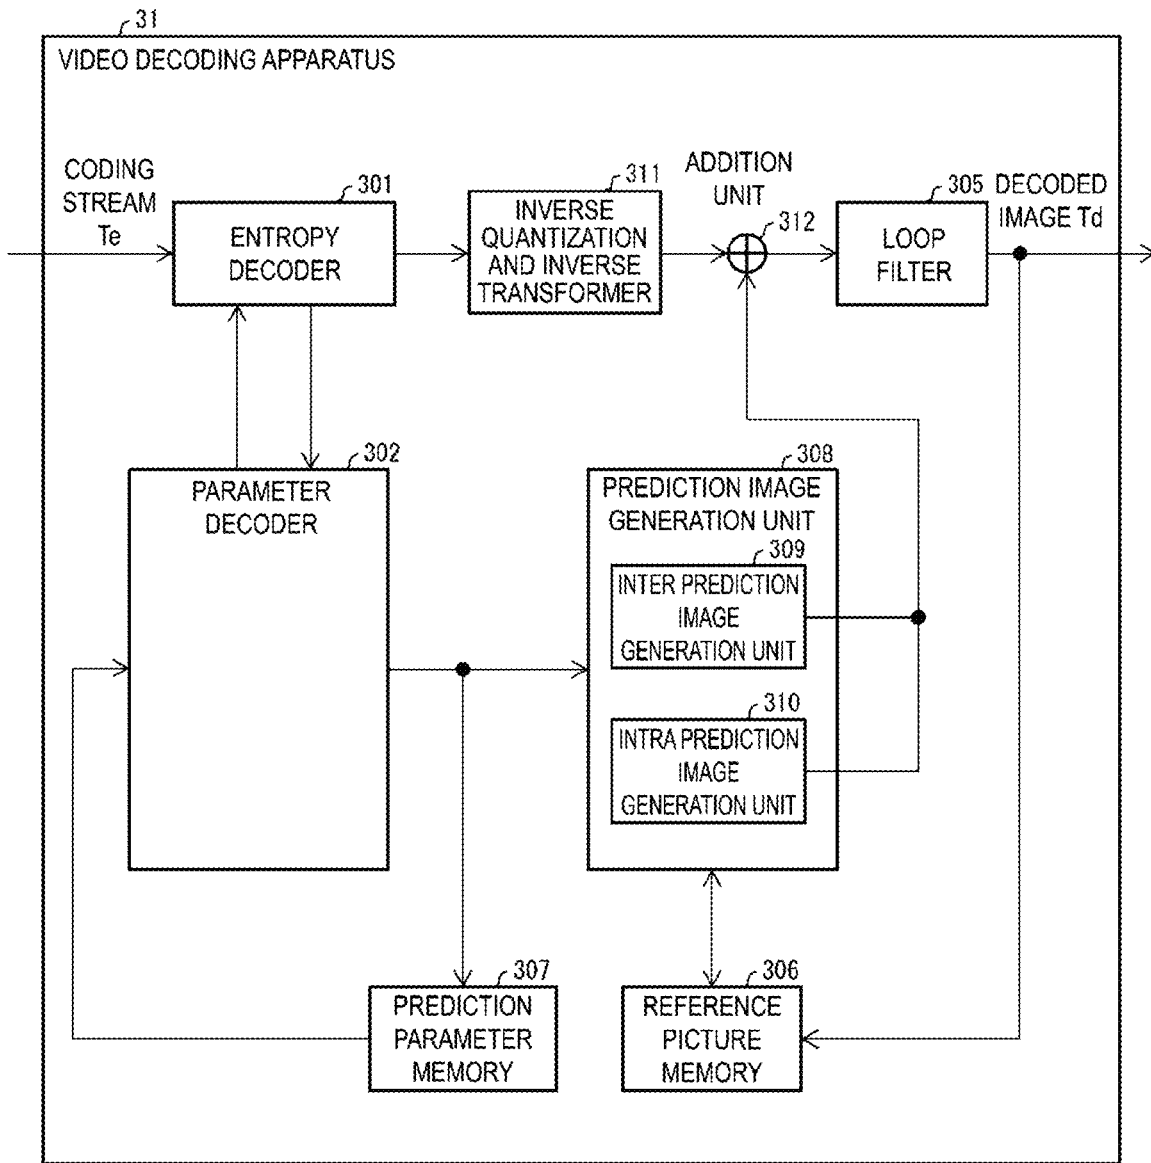 31
VIDEO DECODING APPARATUS
CODING
STREAM
Te
301
ENTROPY
DECODER
311
INVERSE
QUANTIZATION
AND INVERSE
TRANSFORMER
ADDITION
UNIT
312
305
LOOP
FILTER
DECODED
IMAGE Td
302
PARAMETER
DECODER
308
PREDICTION IMAGE
GENERATION UNIT
309
INTER PREDICTION
IMAGE
GENERATION UNIT
310
INTRA PREDICTION
IMAGE
GENERATION UNIT
307
PREDICTION
PARAMETER
MEMORY
306
REFERENCE
PICTURE
MEMORY